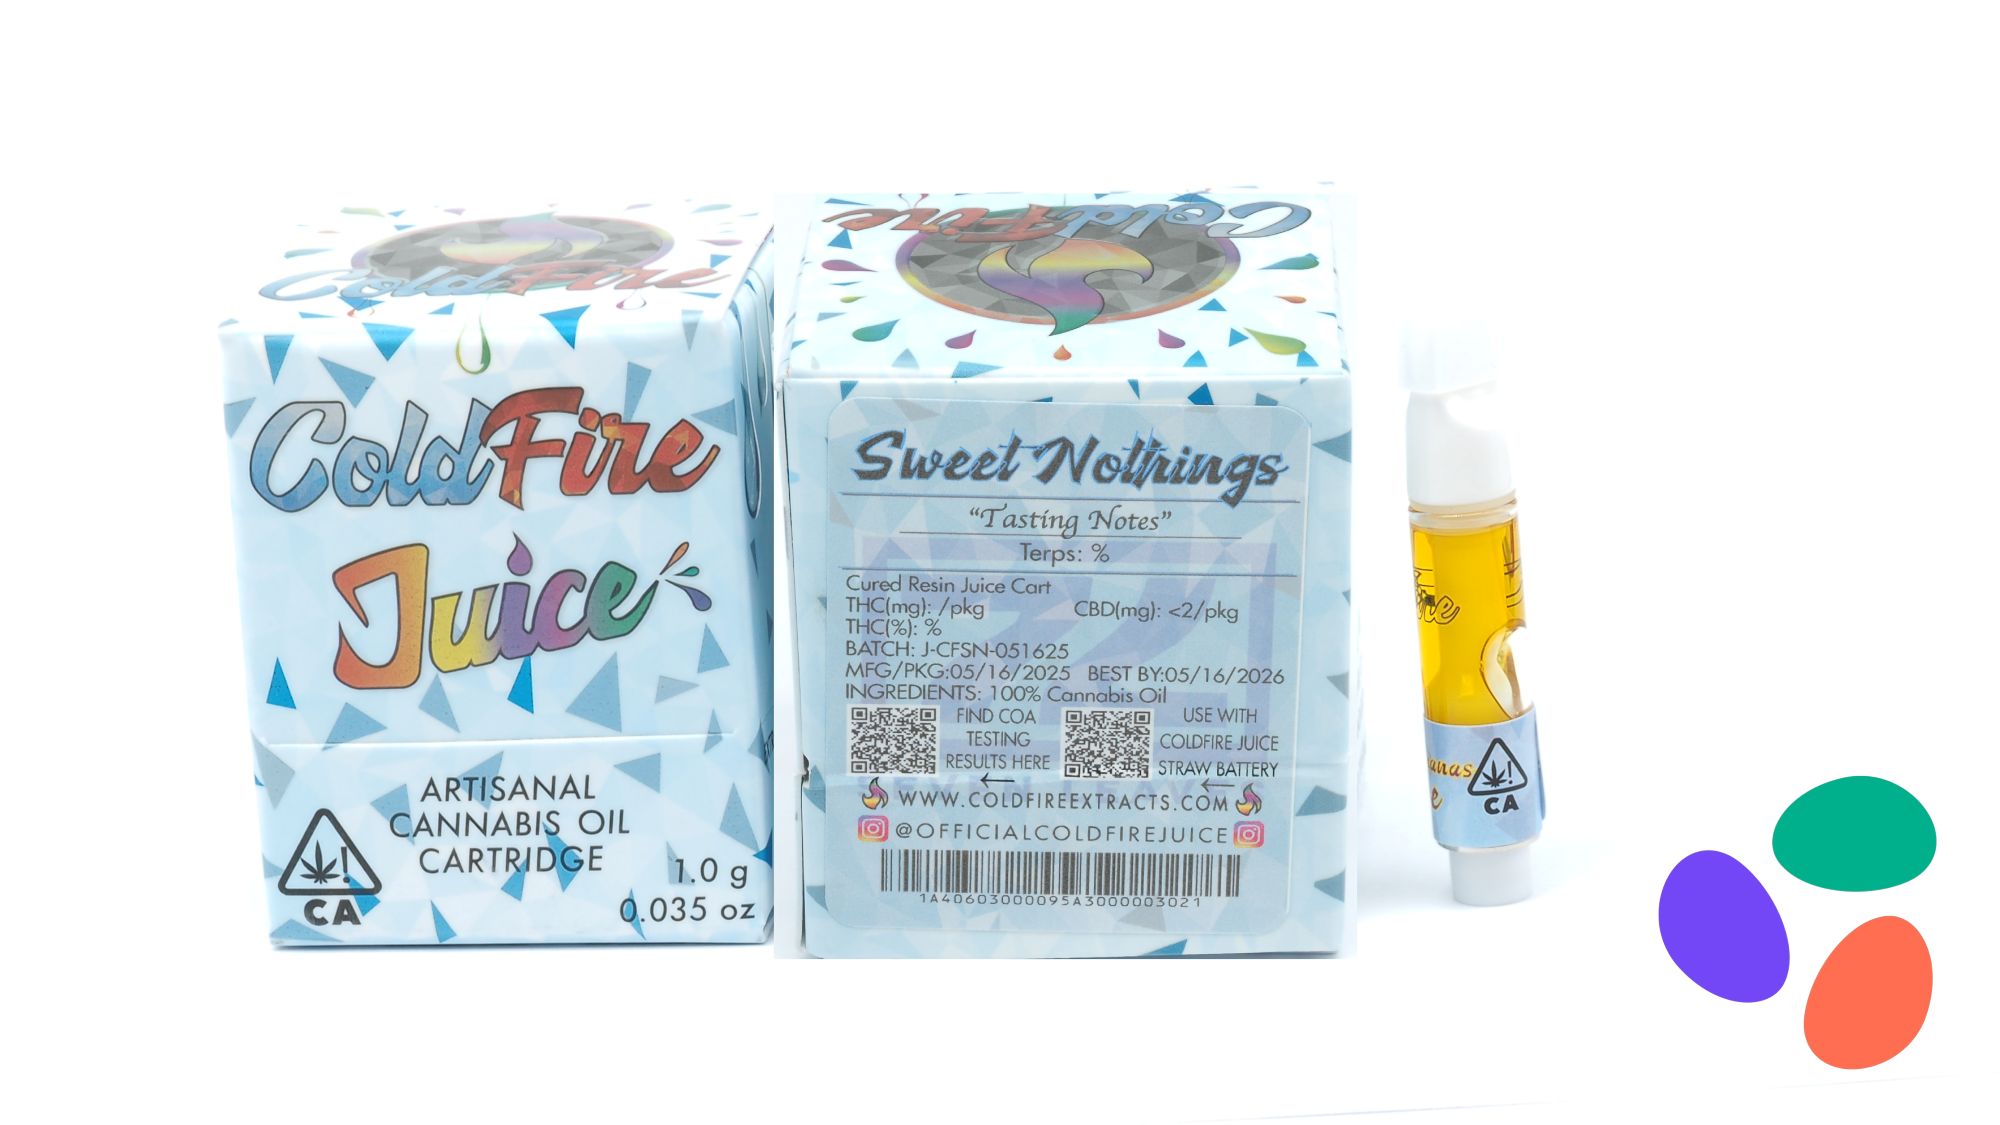 ColdFire
ColdFire
Juice
ARTISANAL
CANNABIS OIL
CARTRIDGE
CA
1.0 g
0.035 oz
ColdFire
Sweet Nothings
“Tasting Notes”
Terps: %
Cured Resin Juice Cart
THC(mg): /pkg CBD(mg): <2/pkg
THC(%): %
BATCH: J-CFSN-051625
MFG/PKG:05/16/2025 BEST BY:05/16/2026
INGREDIENTS: 100% Cannabis Oil
FIND COA
TESTING
RESULTS HERE
USE WITH
COLDFIRE JUICE
STRAW BATTERY
WWW.COLDFIREEXTRACTS.COM
@OFFICIALCOLDFIREJUICE
1A40603000095A3000003021
CA